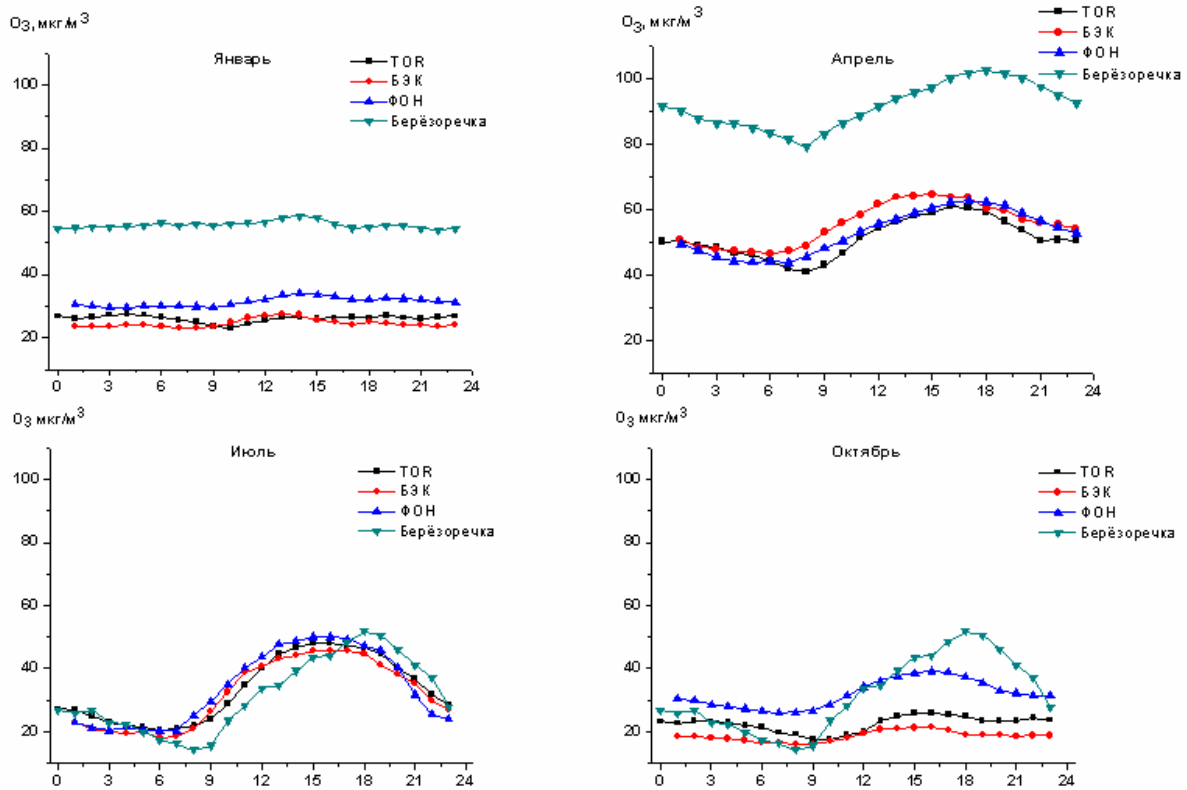 О3, мкг/м3
Январь
TOR
БЭК
ФОН
Берёзоречка
100
80
60
40
20
0 3 6 9 12 15 18 21 24
О3, мкг/м3
Апрель
TOR
БЭК
ФОН
Берёзоречка
100
80
60
40
20
0 3 6 9 12 15 18 21 24
О3 мкг/м3
Июль
TOR
БЭК
ФОН
Берёзоречка
100
80
60
40
20
0 3 6 9 12 15 18 21 24
О3 мкг/м3
Октябрь
TOR
БЭК
ФОН
Берёзоречка
100
80
60
40
20
0 3 6 9 12 15 18 21 24